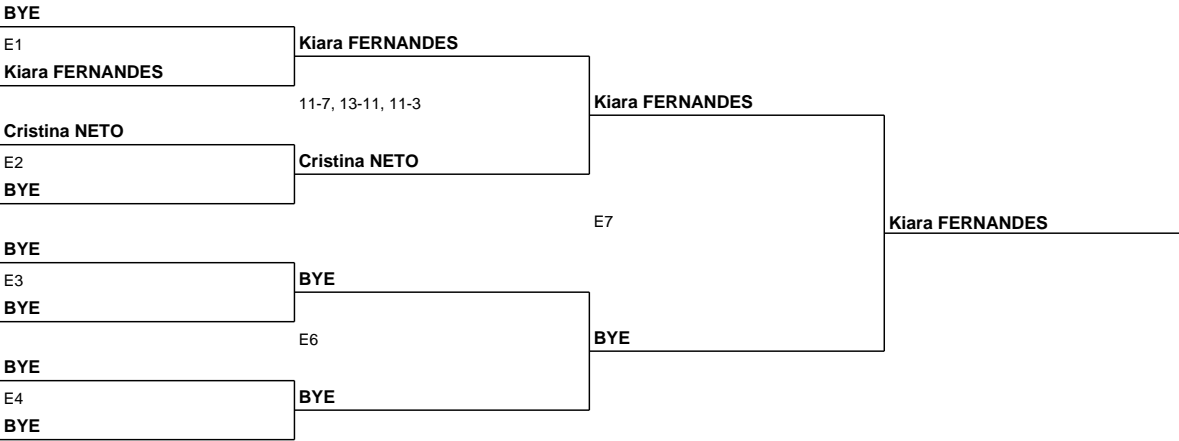 BYE
E1
Kiara FERNANDES
Kiara FERNANDES
11-7, 13-11, 11-3
Kiara FERNANDES
Cristina NETO
E2
Cristina NETO
BYE
E7
Kiara FERNANDES
BYE
E3
BYE
BYE
E6
BYE
BYE
E4
BYE
BYE